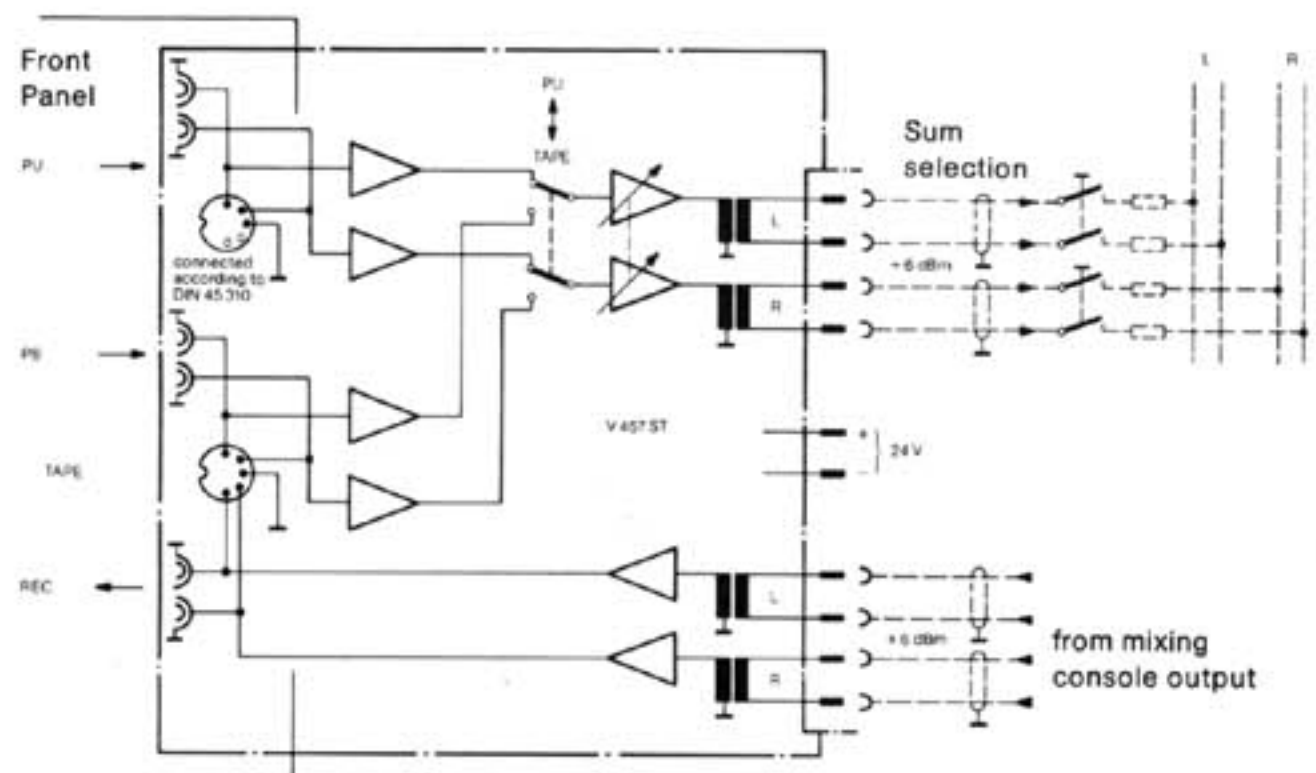 Front
Panel
PU
PU
TAPE
L
R
Sum
selection
L
+6 dBm
R
connected
according to
DIN 45 310
PB
V 457 ST
+
24 V
TAPE
REC
L
+6 dBm
R
from mixing
console output